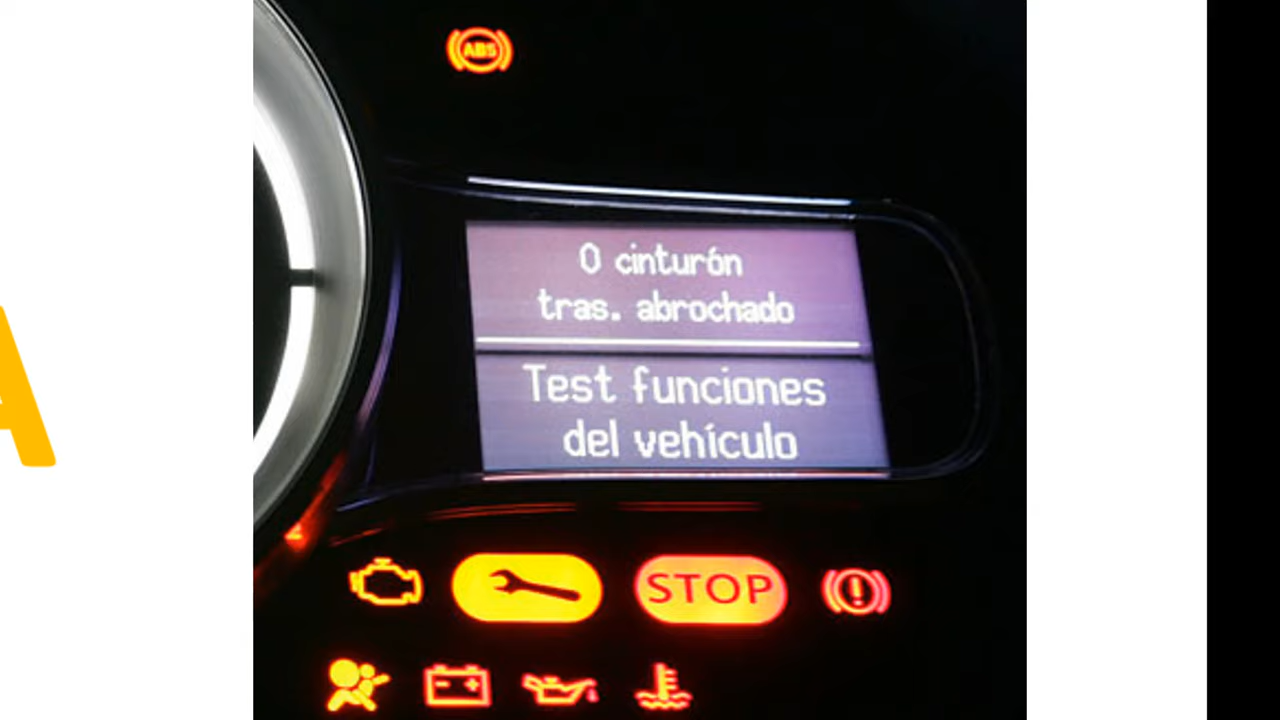 A
ABS
0 cinturón
tras. abrochado
Test funciones
del vehículo
STOP